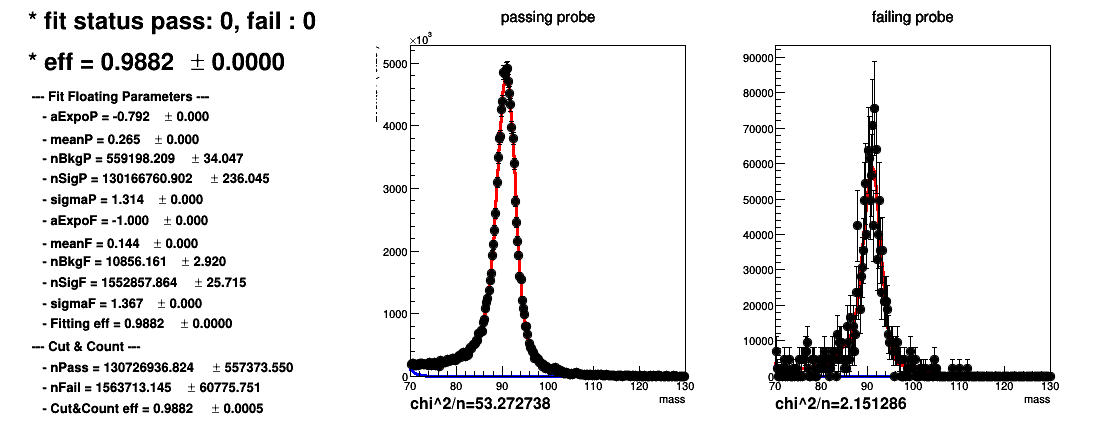 * fit status pass: 0, fail : 0
* eff = 0.9882 ± 0.0000
--- Fit Floating Parameters ---
- aExpoP = -0.792 ± 0.000
- meanP = 0.265 ± 0.000
- nBkgP = 559198.209 ± 34.047
- nSigP = 130166760.902 ± 236.045
- sigmaP = 1.314 ± 0.000
- aExpoF = -1.000 ± 0.000
- meanF = 0.144 ± 0.000
- nBkgF = 10856.161 ± 2.920
- nSigF = 1552857.864 ± 25.715
- sigmaF = 1.367 ± 0.000
- Fitting eff = 0.9882 ± 0.0000
--- Cut & Count ---
- nPass = 130726936.824 ± 557373.550
- nFail = 1563713.145 ± 60775.751
- Cut&Count eff = 0.9882 ± 0.0005
passing probe
×10³
5000
4000
3000
2000
1000
0
70 80 90 100 110 120 130
mass
chi^2/n=53.272738
failing probe
90000
80000
70000
60000
50000
40000
30000
20000
10000
0
70 80 90 100 110 120 130
mass
chi^2/n=2.151286